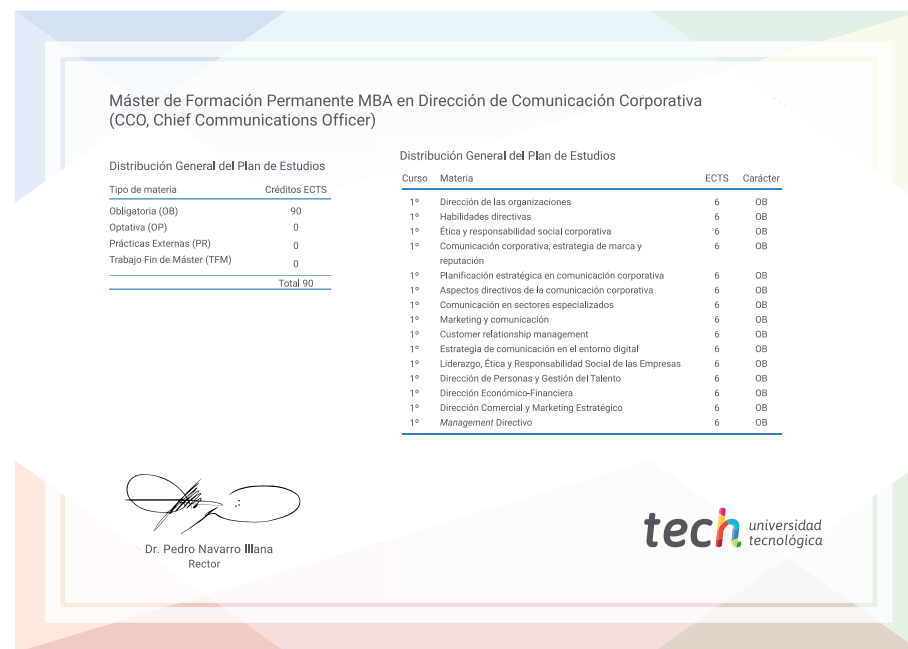 Máster de Formación Permanente MBA en Dirección de Comunicación Corporativa
(CCO, Chief Communications Officer)
Distribución General del Plan de Estudios
Tipo de materia Créditos ECTS
Obligatoria (OB) 90
Optativa (OP) 0
Prácticas Externas (PR) 0
Trabajo Fin de Máster (TFM) 0
Total 90
Distribución General del Plan de Estudios
Curso Materia ECTS Carácter
1º Dirección de las organizaciones 6 OB
1º Habilidades directivas 6 OB
1º Ética y responsabilidad social corporativa 6 OB
1º Comunicación corporativa, estrategia de marca y 6 OB
reputación
1º Planificación estratégica en comunicación corporativa 6 OB
1º Aspectos directivos de la comunicación corporativa 6 OB
1º Comunicación en sectores especializados 6 OB
1º Marketing y comunicación 6 OB
1º Customer relationship management 6 OB
1º Estrategia de comunicación en el entorno digital 6 OB
1º Liderazgo, Ética y Responsabilidad Social de las Empresas 6 OB
1º Dirección de Personas y Gestión del Talento 6 OB
1º Dirección Económico-Financiera 6 OB
1º Dirección Comercial y Marketing Estratégico 6 OB
1º Management Directivo 6 OB
Dr. Pedro Navarro Illana
Rector
tech universidad
tecnológica